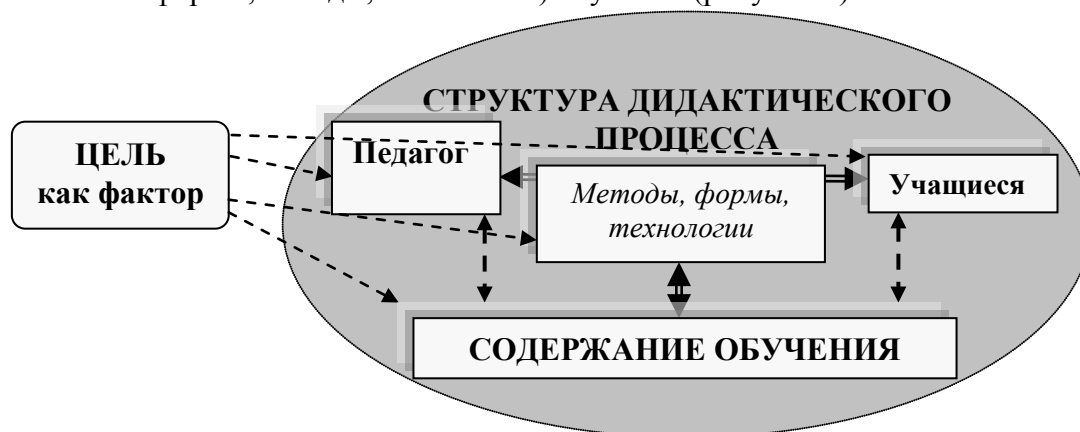 СТРУКТУРА ДИДАКТИЧЕСКОГО
ПРОЦЕССА
ЦЕЛЬ
как фактор
Педагог
Методы, формы,
технологии
Учащиеся
СОДЕРЖАНИЕ ОБУЧЕНИЯ